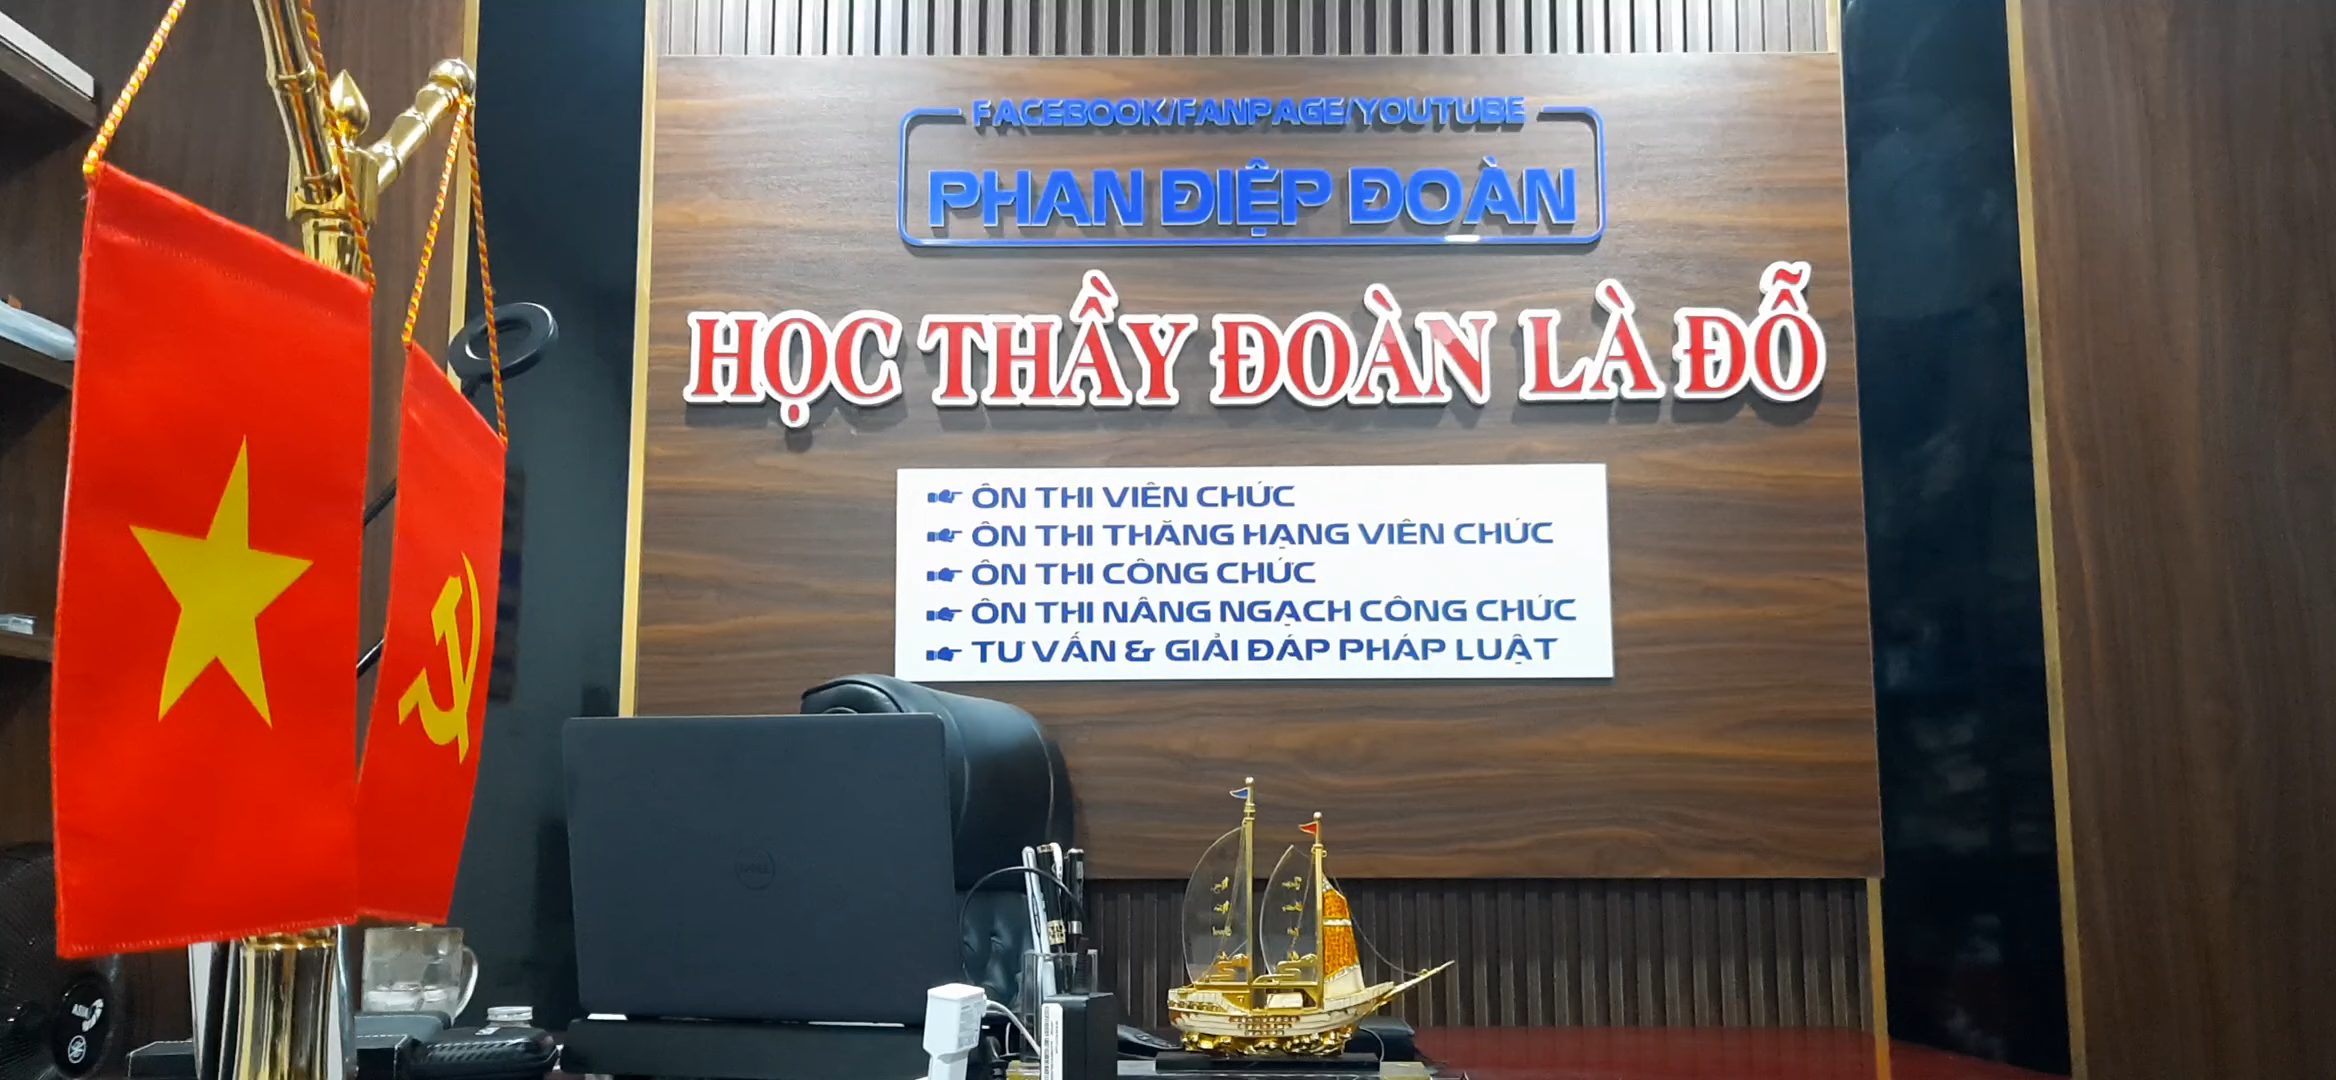 FACEBOOK/FANPAGE/YOUTUBE
PHAN ĐIỆP ĐOÀN
HỌC THẦY ĐOÀN LÀ ĐỖ
ÔN THI VIÊN CHỨC
ÔN THI THĂNG HẠNG VIÊN CHỨC
ÔN THI CÔNG CHỨC
ÔN THI NÂNG NGẠCH CÔNG CHỨC
TƯ VẤN & GIẢI ĐÁP PHÁP LUẬT
DELL